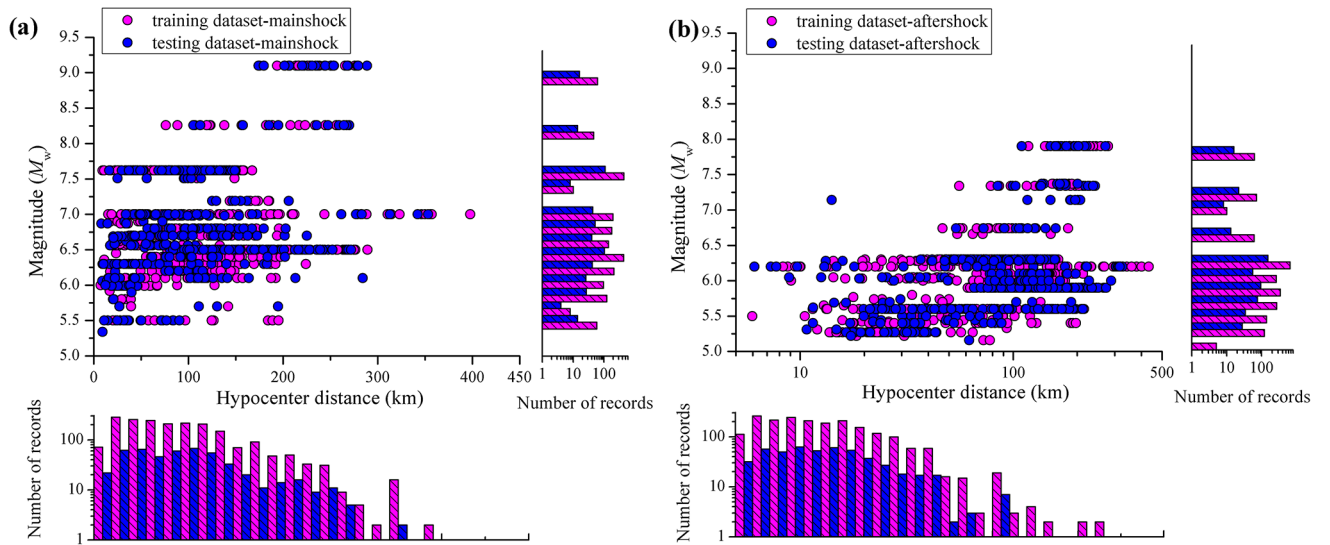 (a)
training dataset-mainshock
testing dataset-mainshock
9.5
9.0
8.5
8.0
7.5
7.0
6.5
6.0
5.5
5.0
Magnitude (Mw)
0 100 200 300 400 450 500
Hypocenter distance (km)
1 10 100
Number of records
100
10
1
Number of records
(b)
training dataset-aftershock
testing dataset-aftershock
9.5
9.0
8.5
8.0
7.5
7.0
6.5
6.0
5.5
5.0
Magnitude (Mw)
10 100 500
Hypocenter distance (km)
1 10 100
Number of records
100
10
1
Number of records